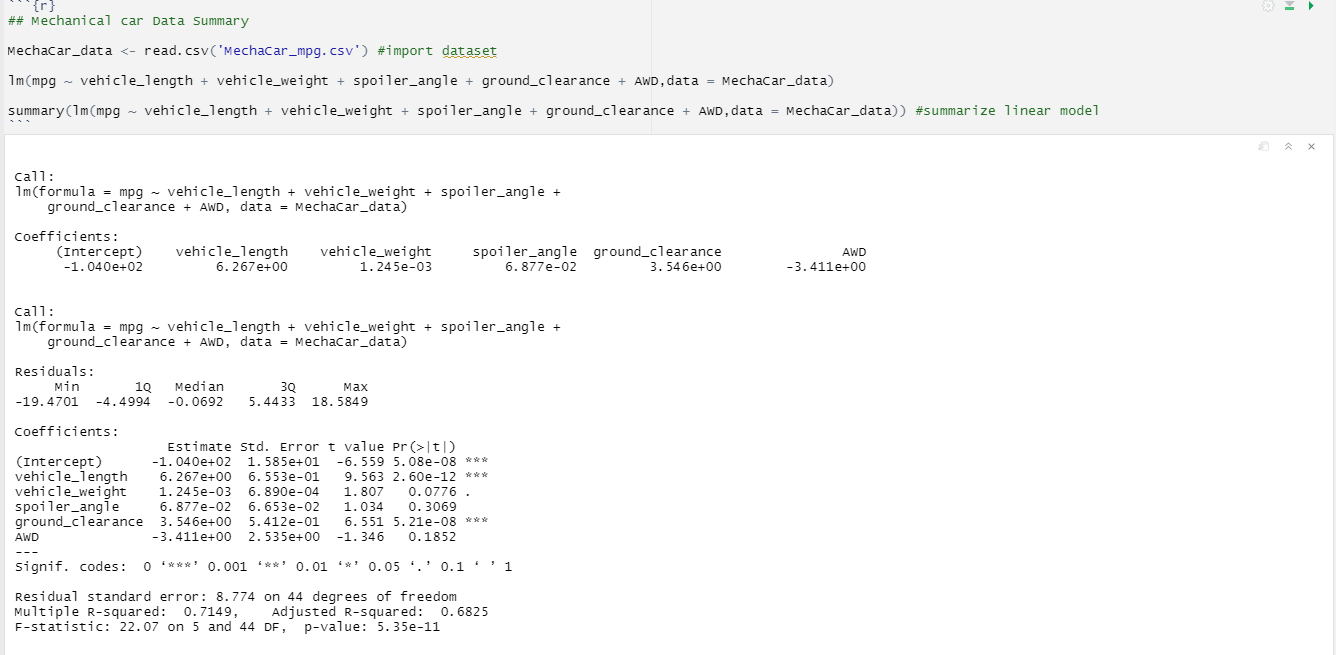 ```{r}
## Mechanical car Data Summary
MechaCar_data <- read.csv('MechaCar_mpg.csv') #import dataset
lm(mpg ~ vehicle_length + vehicle_weight + spoiler_angle + ground_clearance + AWD,data = MechaCar_data)
summary(lm(mpg ~ vehicle_length + vehicle_weight + spoiler_angle + ground_clearance + AWD,data = MechaCar_data)) #summarize linear model
```
Call:
lm(formula = mpg ~ vehicle_length + vehicle_weight + spoiler_angle +
    ground_clearance + AWD, data = MechaCar_data)
Coefficients:
     (Intercept)    vehicle_length    vehicle_weight     spoiler_angle  ground_clearance               AWD
      -1.040e+02         6.267e+00         1.245e-03         6.877e-02         3.546e+00        -3.411e+00
Call:
lm(formula = mpg ~ vehicle_length + vehicle_weight + spoiler_angle +
    ground_clearance + AWD, data = MechaCar_data)
Residuals:
     Min       1Q   Median       3Q      Max
-19.4701  -4.4994  -0.0692   5.4433  18.5849
Coefficients:
                   Estimate Std. Error t value Pr(>|t|)
(Intercept)      -1.040e+02  1.585e+01  -6.559 5.08e-08 ***
vehicle_length    6.267e+00  6.553e-01   9.563 2.60e-12 ***
vehicle_weight    1.245e-03  6.890e-04   1.807   0.0776 .
spoiler_angle     6.877e-02  6.653e-02   1.034   0.3069
ground_clearance  3.546e+00  5.412e-01   6.551 5.21e-08 ***
AWD              -3.411e+00  2.535e+00  -1.346   0.1852
---
Signif. codes:  0 ‘***’ 0.001 ‘**’ 0.01 ‘*’ 0.05 ‘.’ 0.1 ‘ ’ 1
Residual standard error: 8.774 on 44 degrees of freedom
Multiple R-squared:  0.7149,    Adjusted R-squared:  0.6825
F-statistic: 22.07 on 5 and 44 DF,  p-value: 5.35e-11